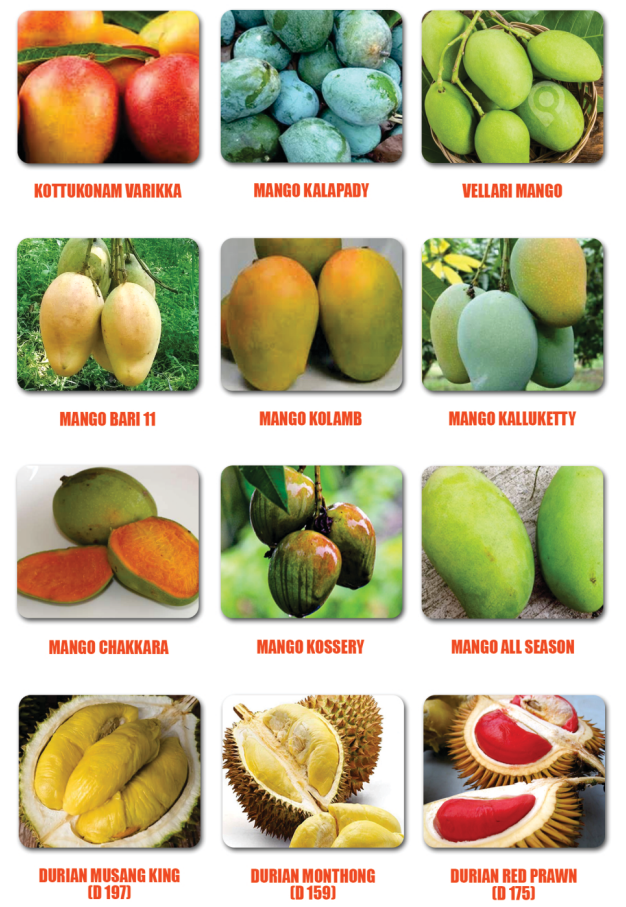 KOTTUKONAM VARIKKA
MANGO KALAPADY
VELLARI MANGO
MANGO BARI 11
MANGO KOLAMB
MANGO KALLUKETTY
7
MANGO CHAKKARA
MANGO KOSSERY
MANGO ALL SEASON
DURIAN MUSANG KING
(D 197)
DURIAN MONTHONG
(D 159)
DURIAN RED PRAWN
(D 175)